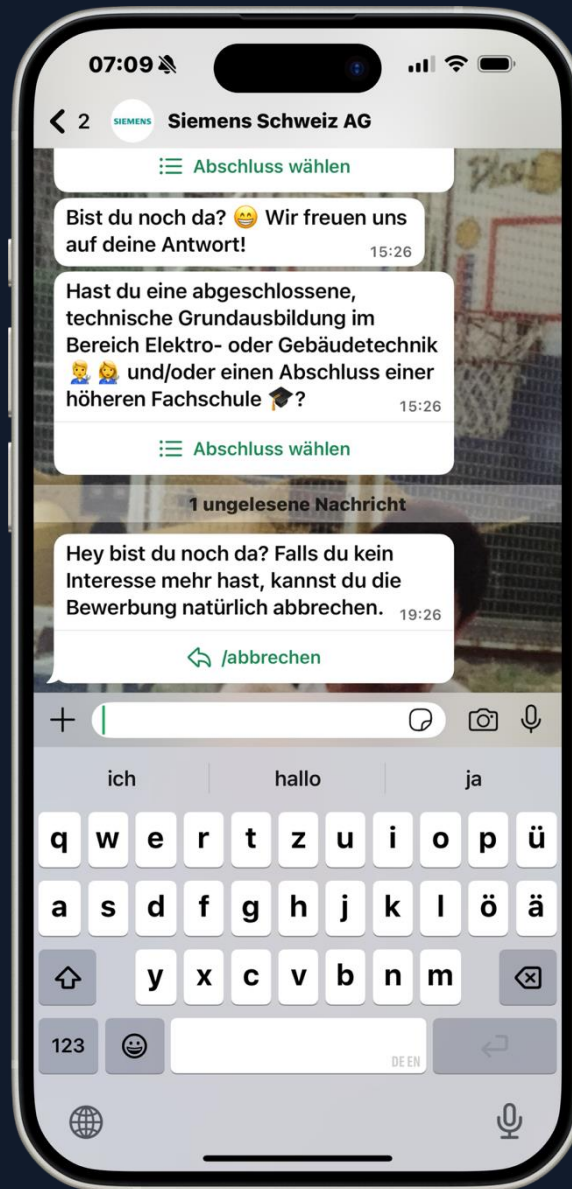 07:09
2 SIEMENS Siemens Schweiz AG
Abschluss wählen
Bist du noch da? 😁 Wir freuen uns
auf deine Antwort!
15:26
Hast du eine abgeschlossene,
technische Grundausbildung im
Bereich Elektro- oder Gebäudetechnik
👨‍🔧 👩‍🔧 und/oder einen Abschluss einer
höheren Fachschule 🎓?
15:26
Abschluss wählen
1 ungelesene Nachricht
Hey bist du noch da? Falls du kein
Interesse mehr hast, kannst du die
Bewerbung natürlich abbrechen. 19:26
/abbrechen
ich hallo ja
q w e r t z u i o p ü
a s d f g h j k l ö ä
y x c v b n m
123
DE EN